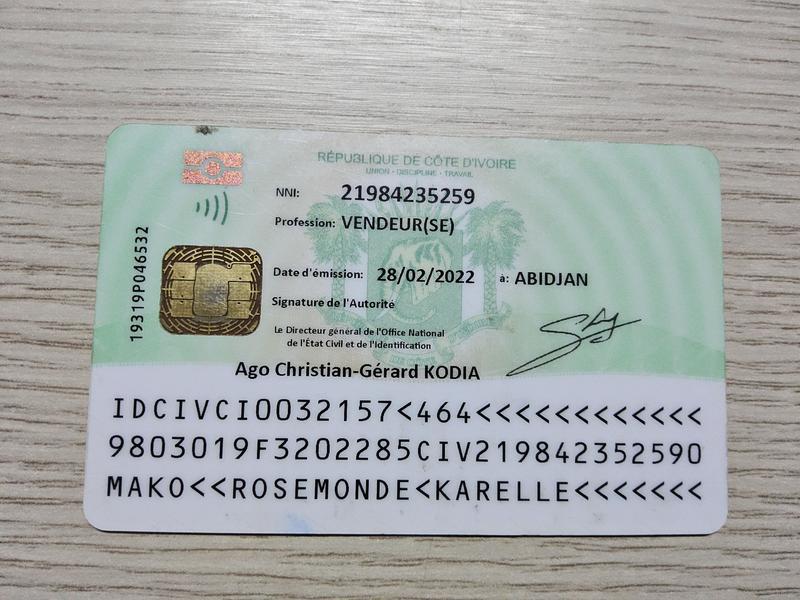 RÉPUBLIQUE DE CÔTE D'IVOIRE
UNION - DISCIPLINE - TRAVAIL
NNI: 21984235259
Profession: VENDEUR(SE)
Date d'émission: 28/02/2022 à: ABIDJAN
Signature de l'Autorité
Le Directeur général de l'Office National
de l'État Civil et de l'Identification
Ago Christian-Gérard KODIA
19319P046532
IDCIVCI0032157<464<<<<<<<<<<<<
9803019F3202285CIV219842352590
MAKO<<ROSEMONDE<KARELLE<<<<<<<